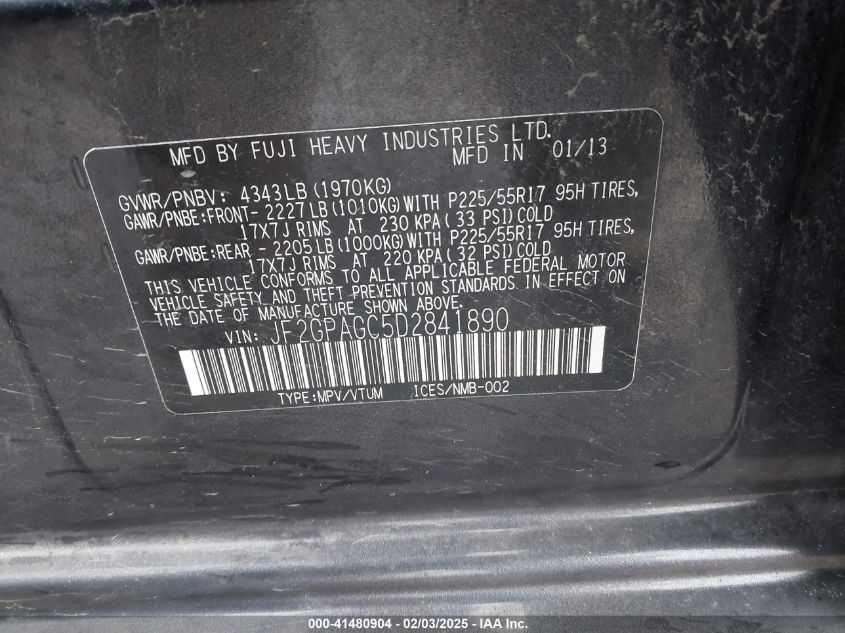 MFD BY FUJI HEAVY INDUSTRIES LTD.
MFD IN 01/13
GVWR/PNBV: 4343LB (1970KG)
GAWR/PNBE:FRONT- 2227LB (1010KG) WITH P225/55R17 95H TIRES,
17X7J RIMS AT 230 KPA (33 PSI) COLD
GAWR/PNBE:REAR - 2205LB (1000KG) WITH P225/55R17 95H TIRES,
17X7J RIMS AT 220 KPA (32 PSI) COLD
THIS VEHICLE CONFORMS TO ALL APPLICABLE FEDERAL MOTOR
VEHICLE SAFETY AND THEFT PREVENTION STANDARDS IN EFFECT ON
THE DATE OF MANUFACTURE SHOWN ABOVE.
VIN: JF2GPAGC5D2841890
TYPE:MPV/VTUM ICES/NMB-002
000-41480904 - 02/03/2025 - IAA Inc.